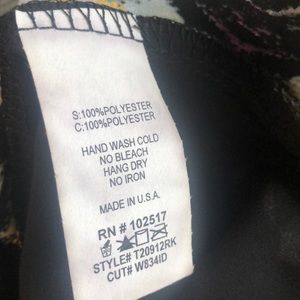 S:100%POLYESTER
C:100%POLYESTER
HAND WASH COLD
NO BLEACH
HANG DRY
NO IRON
MADE IN U.S.A.
RN # 102517
STYLE# T20912RK
CUT# W834ID